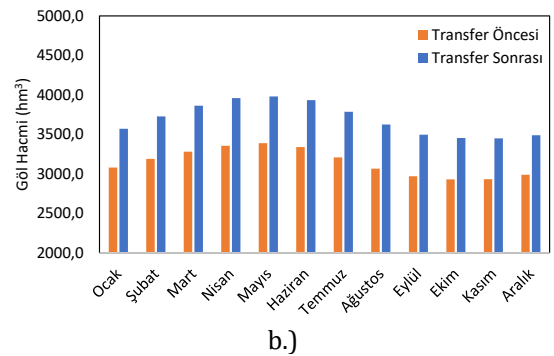 5000,0
4500,0
4000,0
3500,0
3000,0
2500,0
2000,0
Göl Hacmi (hm³)
Transfer Öncesi
Transfer Sonrası
Ocak
Şubat
Mart
Nisan
Mayıs
Haziran
Temmuz
Ağustos
Eylül
Ekim
Kasım
Aralık
b.)